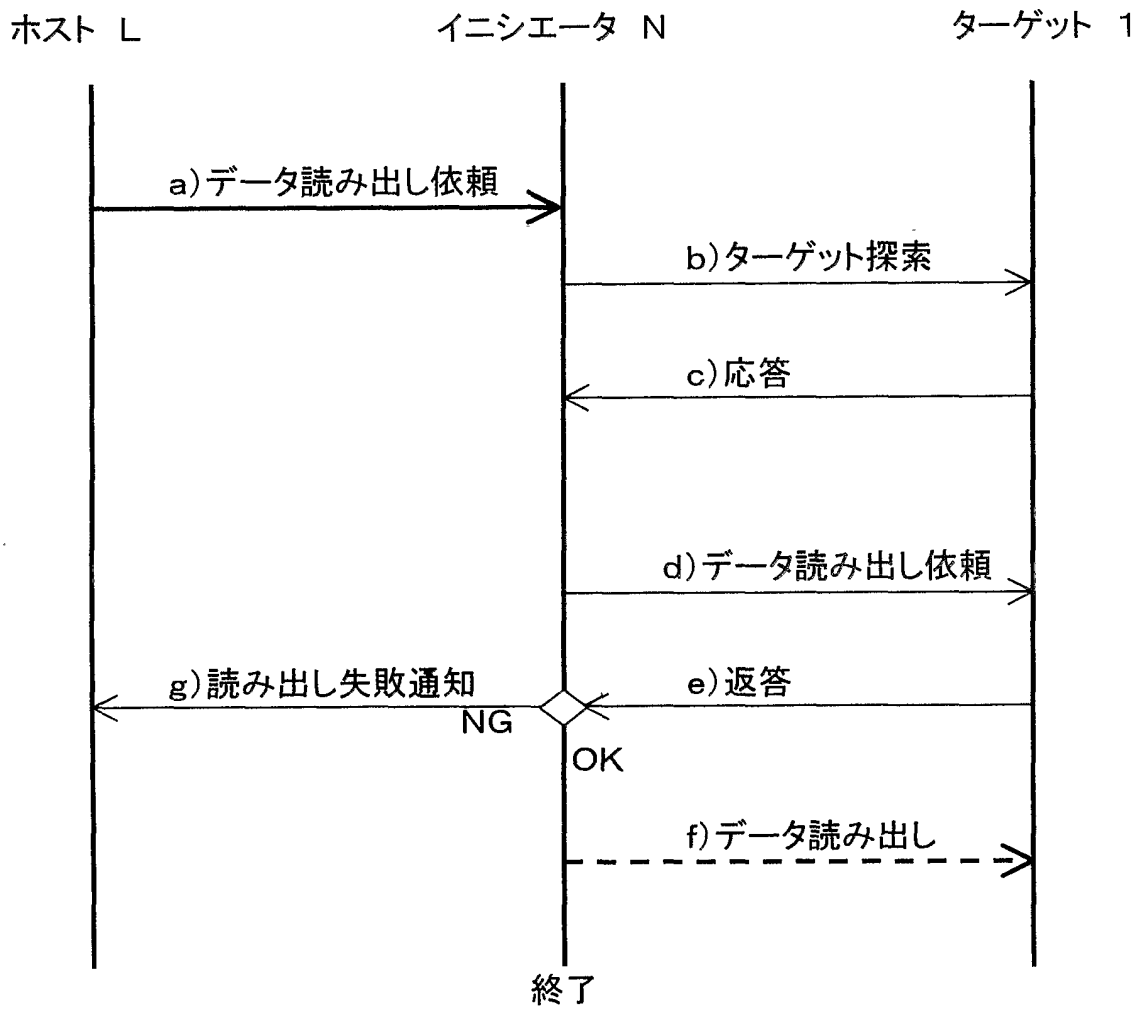 ホスト L
イニシエータ N
ターゲット 1
a)データ読み出し依頼
b)ターゲット探索
c)応答
d)データ読み出し依頼
g)読み出し失敗通知
e)返答
NG
OK
f)データ読み出し
終了